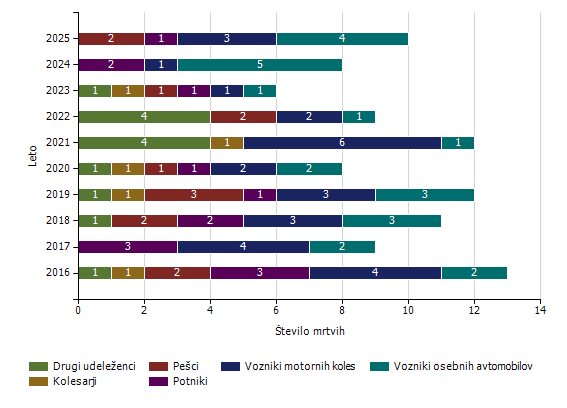 2025 2 1 3 4
2024 2 1 5
2023 1 1 1 1 1 1
2022 4 2 2 1
2021 4 1 6 1
2020 1 1 1 1 2 2
2019 1 1 3 1 3 3
2018 1 2 2 3 3
2017 3 4 2
2016 1 1 2 3 4 2
Leto
0 2 4 6 8 10 12 14
Število mrtvih
Drugi udeleženci Pešci Vozniki motornih koles Vozniki osebnih avtomobilov
Kolesarji Potniki